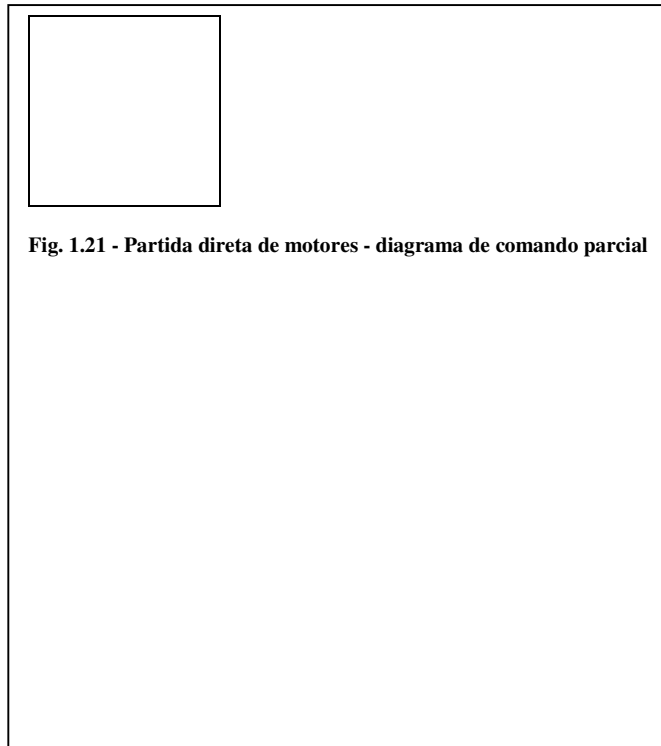 Fig. 1.21 - Partida direta de motores - diagrama de comando parcial